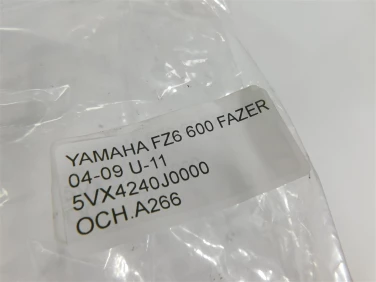 YAMAHA FZ6 600 FAZER
04-09 U-11
5VX4240J0000
OCH.A266